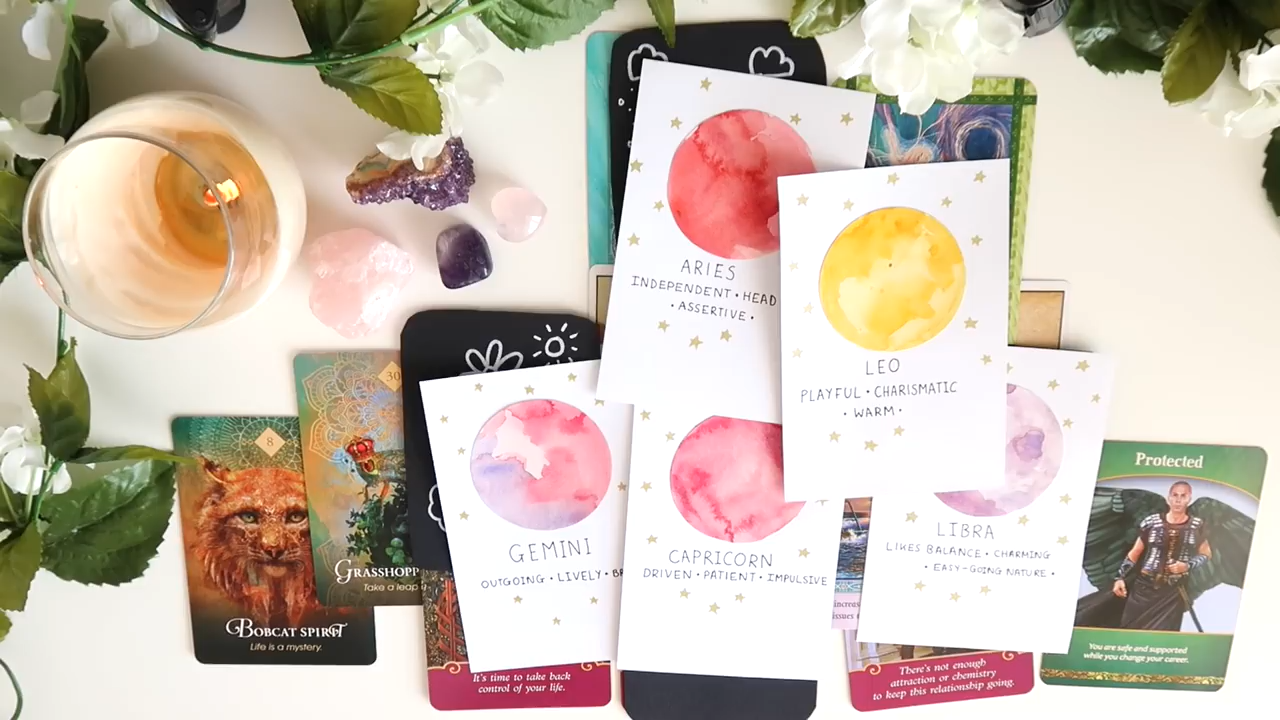 ARIES
INDEPENDENT • HEAD
• ASSERTIVE •
LEO
PLAYFUL • CHARISMATIC
• WARM •
30
8
GRASSHOPP
Take a leap
BOBCAT SPIRIT
Life is a mystery.
GEMINI
OUTGOING • LIVELY • BR
It's time to take back
control of your life.
CAPRICORN
DRIVEN • PATIENT • IMPULSIVE
LIBRA
LIKES BALANCE • CHARMING
• EASY-GOING NATURE •
increas
issues
There's not enough
attraction or chemistry
to keep this relationship going.
Protected
You are safe and supported
while you change your career.